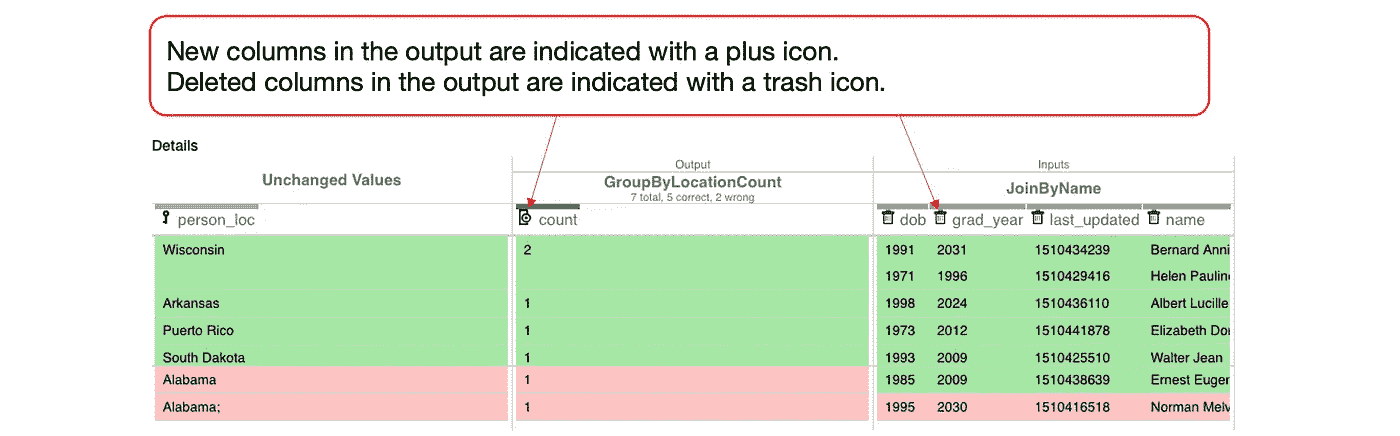 New columns in the output are indicated with a plus icon.
Deleted columns in the output are indicated with a trash icon.
Details
Output
Inputs
Unchanged Values
GroupByLocationCount
7 total, 5 correct, 2 wrong
JoinByName
person_loc count dob grad_year last_updated name
Wisconsin 2 1991 2031 1510434239 Bernard Anni
1971 1996 1510429416 Helen Paulin
Arkansas 1 1998 2024 1510436110 Albert Lucille
Puerto Rico 1 1973 2012 1510441878 Elizabeth Do
South Dakota 1 1993 2009 1510425510 Walter Jean
Alabama 1 1985 2009 1510438639 Ernest Euger
Alabama; 1 1995 2030 1510416518 Norman Melv